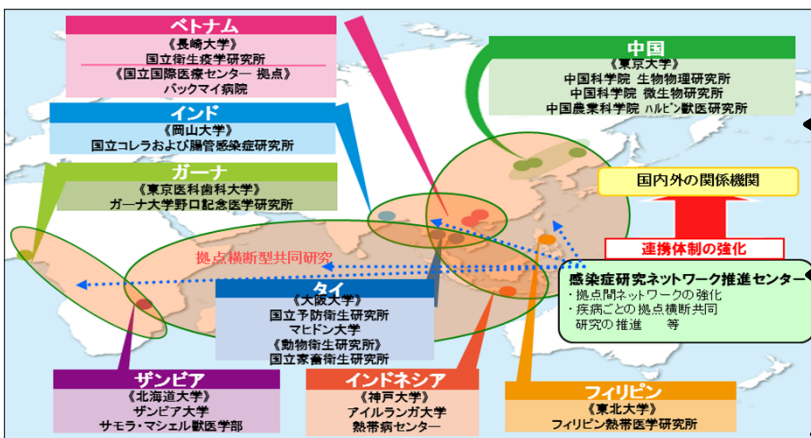 ベトナム
《長崎大学》
国立衛生疫学研究所
《国立国際医療センター 拠点》
バックマイ病院
中国
《東京大学》
中国科学院 生物物理研究所
中国科学院 微生物研究所
中国農業科学院 ﾊﾙﾋﾞﾝ獣医研究所
インド
《岡山大学》
国立コレラおよび腸管感染症研究所
ガーナ
《東京医科歯科大学》
ガーナ大学野口記念医学研究所
国内外の関係機関
連携体制の強化
拠点横断型共同研究
感染症研究ネットワーク推進センター
・拠点間ネットワークの強化
・疾病ごとの拠点横断共同
研究の推進　等
タイ
《大阪大学》
国立予防衛生研究所
マヒドン大学
《動物衛生研究所》
国立家畜衛生研究所
ザンビア
《北海道大学》
ザンビア大学
サモラ・マシェル獣医学部
インドネシア
《神戸大学》
アイルランガ大学
熱帯病センター
フィリピン
《東北大学》
フィリピン熱帯医学研究所